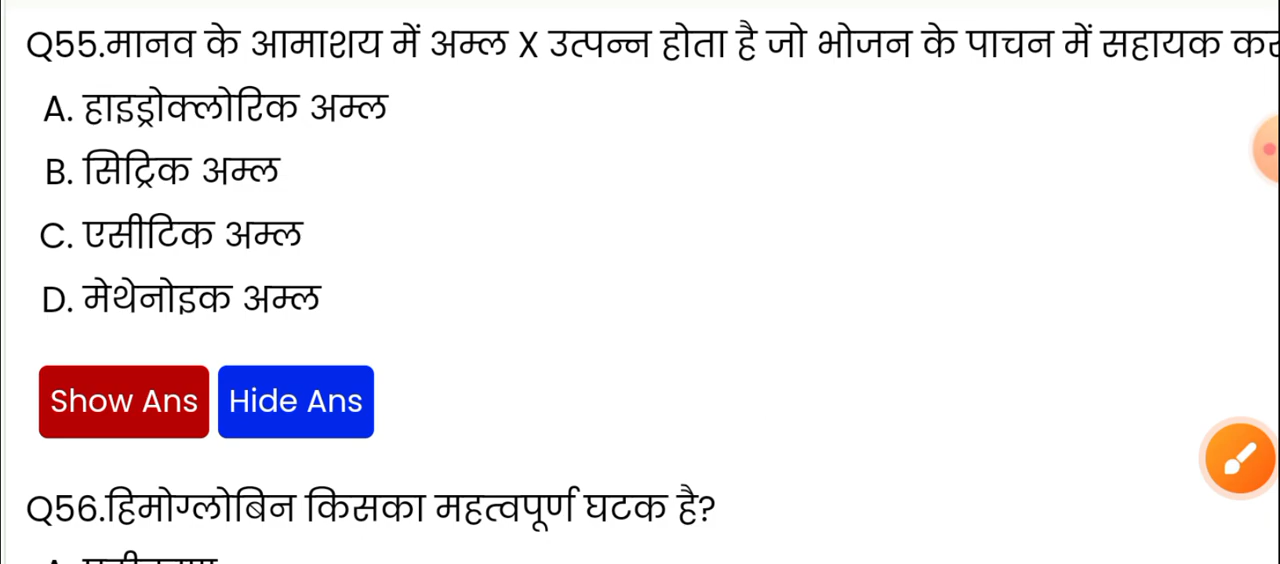 Q55.मानव के आमाशय में अम्ल X उत्पन्न होता है जो भोजन के पाचन में सहायक
A. हाइड्रोक्लोरिक अम्ल
B. सिट्रिक अम्ल
C. एसीटिक अम्ल
D. मेथेनोइक अम्ल
Show Ans Hide Ans
Q56.हिमोग्लोबिन किसका महत्वपूर्ण घटक है?